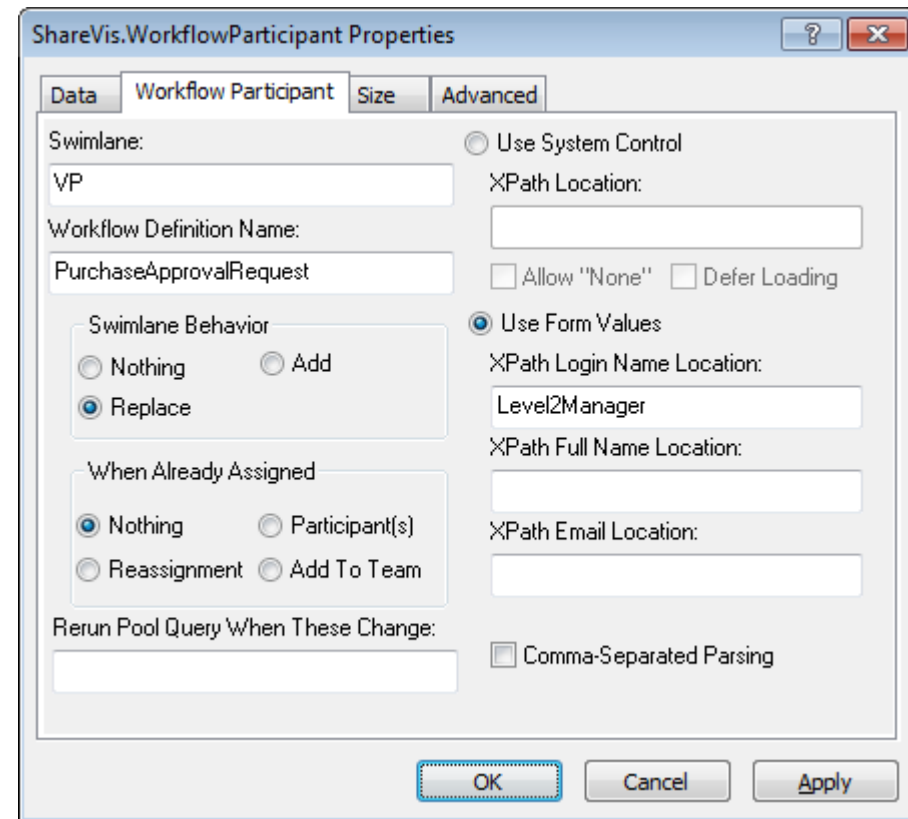 ShareVis.WorkflowParticipant Properties
Data Workflow Participant Size Advanced
Swimlane:
VP
Workflow Definition Name:
PurchaseApprovalRequest
Swimlane Behavior
Nothing Add
Replace
When Already Assigned
Nothing Participant(s)
Reassignment Add To Team
Rerun Pool Query When These Change:
Use System Control
XPath Location:
Allow "None" Defer Loading
Use Form Values
XPath Login Name Location:
Level2Manager
XPath Full Name Location:
XPath Email Location:
Comma-Separated Parsing
OK Cancel Apply